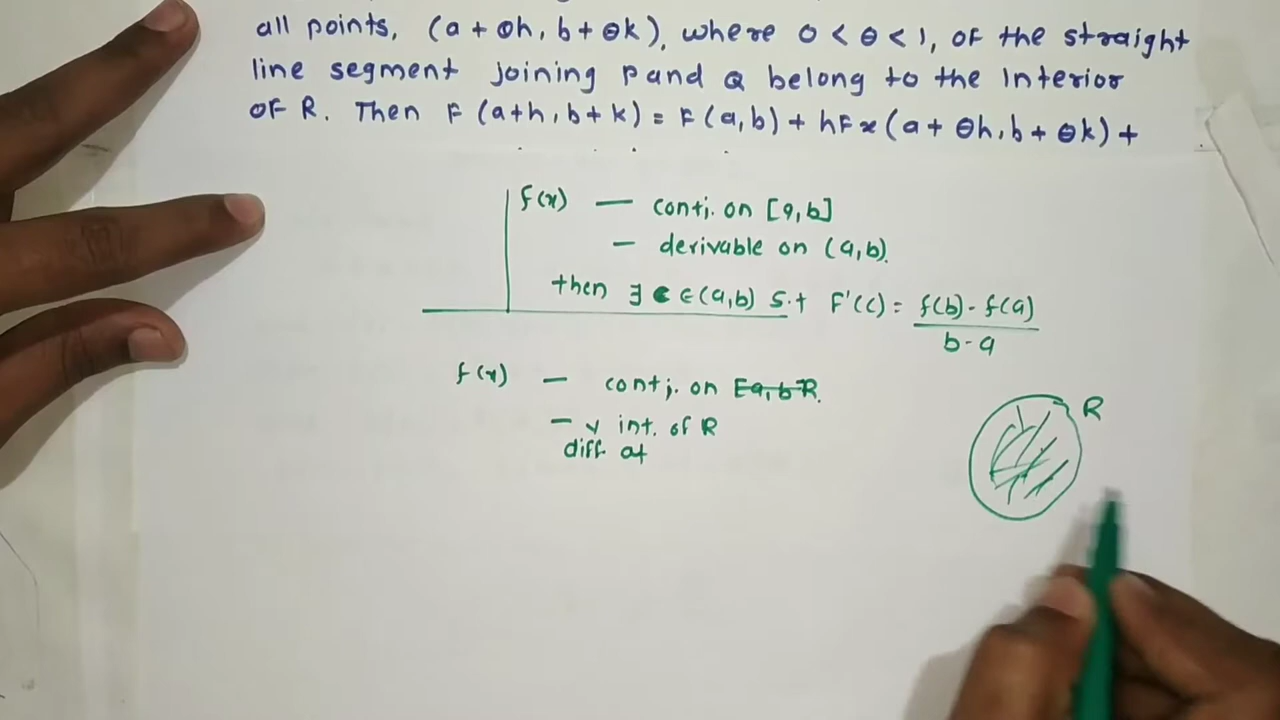 all points, (a + θh, b + θk), where 0 < θ < 1, of the straight
line segment joining P and Q belong to the interior
of R. Then F (a+h, b+k) = F(a,b) + hFx(a + θh, b + θk) +
f(x) — conti. on [a,b]
— derivable on (a,b).
then ∃ c ∈ (a,b) s.t F'(c) = f(b) - f(a) / b - a
f(x) — conti. on [a,b] R.
— ∀ int. of R
diff. at
R